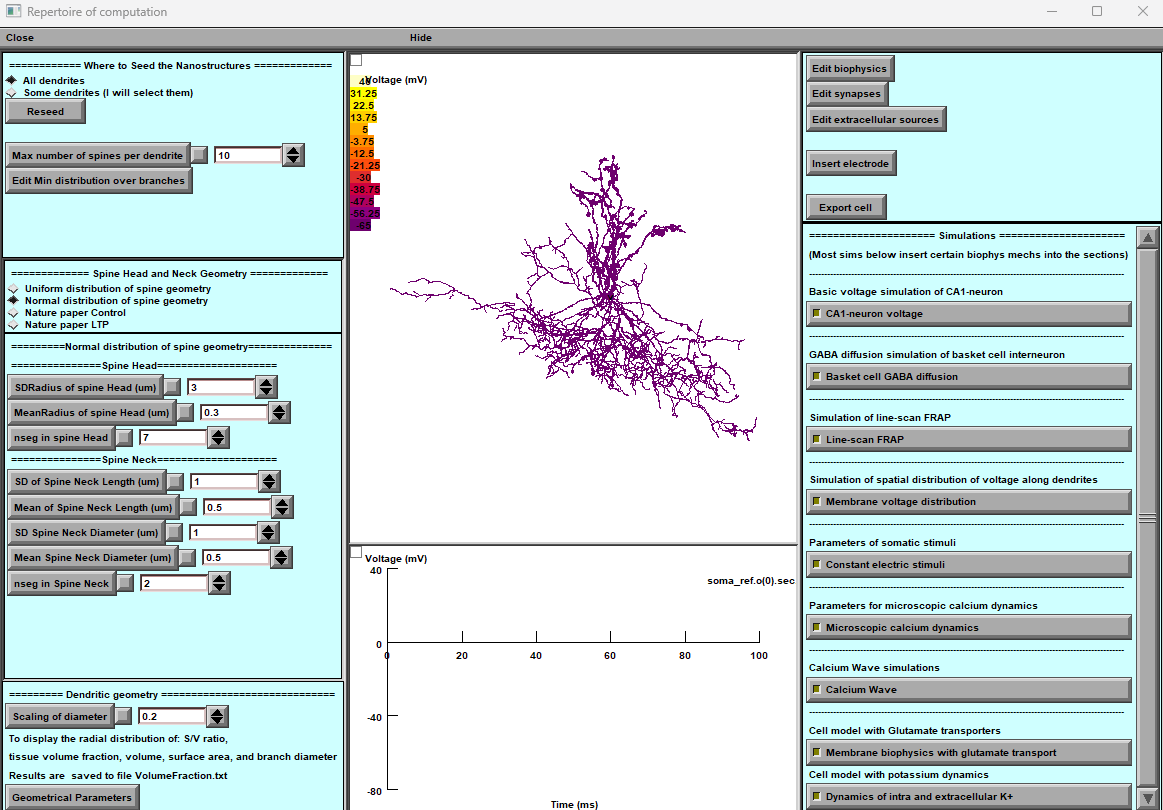 Repertoire of computation
Close
Hide
============ Where to Seed the Nanostructures =============
All dendrites
Some dendrites (I will select them)
Reseed
Max number of spines per dendrite 10
Edit Min distribution over branches
============= Spine Head and Neck Geometry =============
Uniform distribution of spine geometry
Normal distribution of spine geometry
Nature paper Control
Nature paper LTP
=========Normal distribution of spine geometry==============
===============Spine Head====================
SDRadius of spine Head (um) 3
MeanRadius of spine Head (um) 0.3
nseg in spine Head 7
===============Spine Neck====================
SD of Spine Neck Length (um) 1
Mean of Spine Neck Length (um) 0.5
SD Spine Neck Diameter (um) 1
Mean Spine Neck Diameter (um) 0.5
nseg in Spine Neck 2
========= Dendritic geometry =============================
Scaling of diameter 0.2
To display the radial distribution of: S/V ratio,
tissue volume fraction, volume, surface area, and branch diameter
Results are  saved to file VolumeFraction.txt
Geometrical Parameters
Voltage (mV)
31.25
22.5
13.75
5
-3.75
-12.5
-21.25
-30
-38.75
-47.5
-56.25
-65
Voltage (mV)
soma_ref.o(0).sec
40
0
-40
-80
0 20 40 60 80 100
Time (ms)
Edit biophysics
Edit synapses
Edit extracellular sources
Insert electrode
Export cell
===================== Simulations =====================
(Most sims below insert certain biophys mechs into the sections)
Basic voltage simulation of CA1-neuron
CA1-neuron voltage
GABA diffusion simulation of basket cell interneuron
Basket cell GABA diffusion
Simulation of line-scan FRAP
Line-scan FRAP
Simulation of spatial distribution of voltage along dendrites
Membrane voltage distribution
Parameters of somatic stimuli
Constant electric stimuli
Parameters for microscopic calcium dynamics
Microscopic calcium dynamics
Calcium Wave simulations
Calcium Wave
Cell model with Glutamate transporters
Membrane biophysics with glutamate transport
Cell model with potassium dynamics
Dynamics of intra and extracellular K+